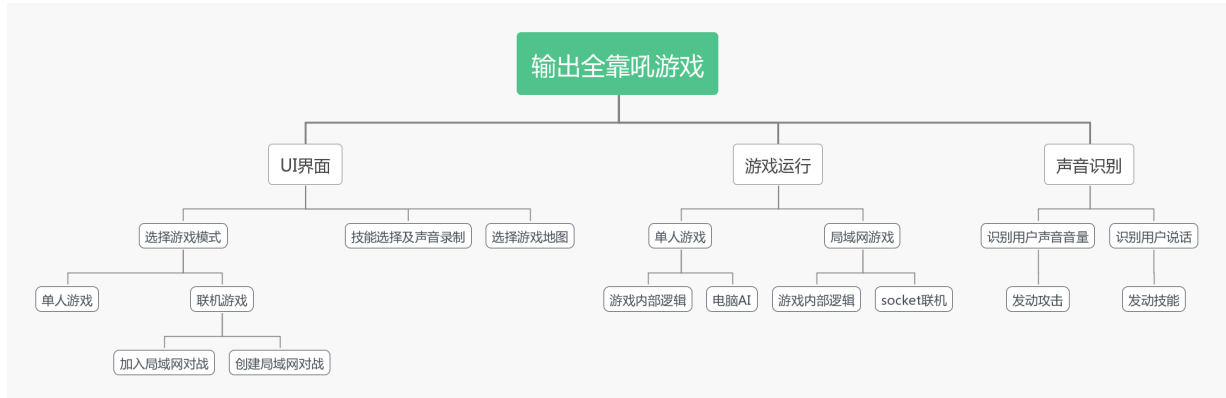 输出全靠吼游戏
UI界面
游戏运行
声音识别
选择游戏模式
技能选择及声音录制
选择游戏地图
单人游戏
局域网游戏
识别用户声音音量
识别用户说话
单人游戏
联机游戏
游戏内部逻辑
电脑AI
游戏内部逻辑
socket联机
发动攻击
发动技能
加入局域网对战
创建局域网对战